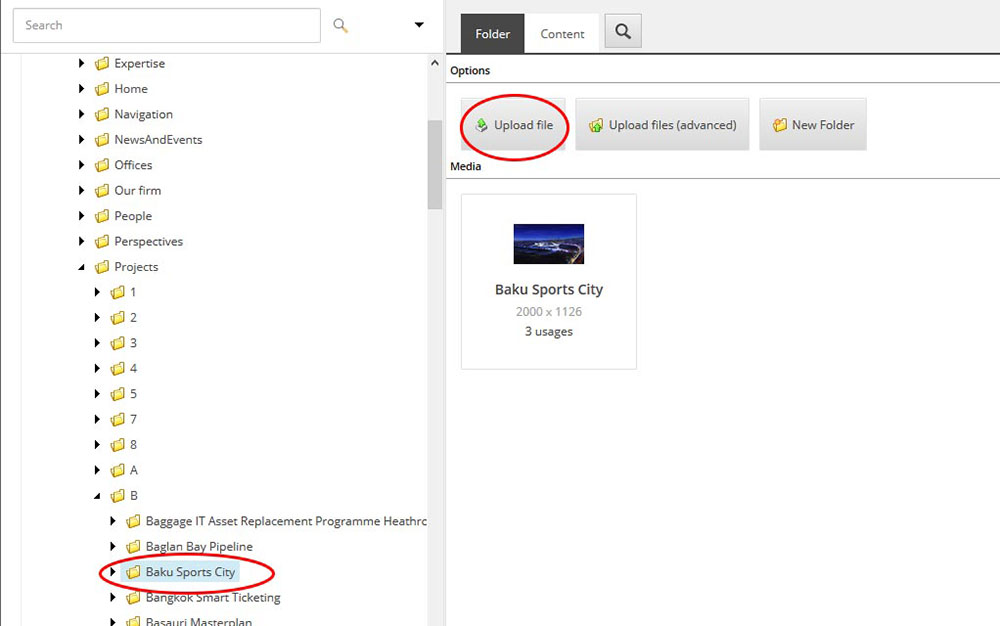 Search
Expertise
Home
Navigation
NewsAndEvents
Offices
Our firm
People
Perspectives
Projects
1
2
3
4
5
7
8
A
B
Baggage IT Asset Replacement Programme Heathrc
Baglan Bay Pipeline
Baku Sports City
Bangkok Smart Ticketing
Basauri Masterplan
Folder
Content
Options
Upload file
Upload files (advanced)
New Folder
Media
Baku Sports City
2000 x 1126
3 usages